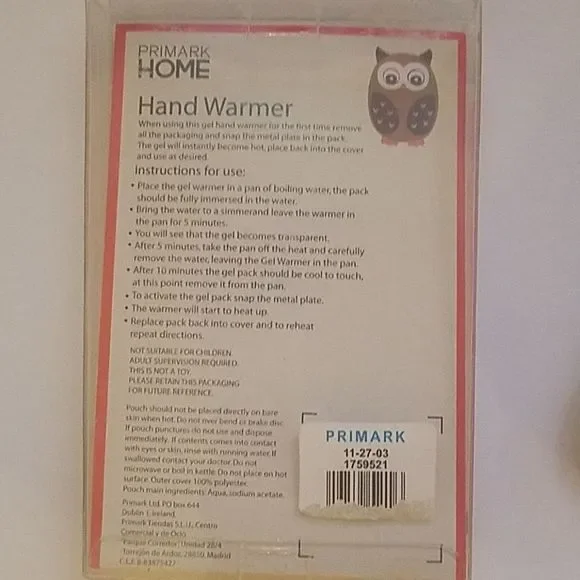 PRIMARK
HOME
Hand Warmer
When using this gel hand warmer for the first time remove
all the packaging and snap the metal plate in the pack.
The gel will instantly become hot, place back into the cover
and use as desired.
Instructions for use:
• Place the gel warmer in a pan of boiling water, the pack
should be fully immersed in the water.
• Bring the water to a simmerand leave the warmer in
the pan for 5 minutes.
• You will see that the gel becomes transparent.
• After 5 minutes, take the pan off the heat and carefully
remove the water, leaving the Gel Warmer in the pan.
• After 10 minutes the gel pack should be cool to touch,
at this point remove it from the pan.
• To activate the gel pack snap the metal plate.
• The warmer will start to heat up.
• Replace pack back into cover and to reheat
repeat directions.
NOT SUITABLE FOR CHILDREN.
ADULT SUPERVISION REQUIRED.
THIS IS NOT A TOY.
PLEASE RETAIN THIS PACKAGING
FOR FUTURE REFERENCE.
Pouch should not be placed directly on bare
skin when hot. Do not over bend or brake disc
If pouch punctures do not use and dispose
immediately. If contents comes into contact
with eyes or skin, rinse with running water. If
swallowed contact your doctor. Do not
microwave or boil in kettle. Do not place on hot
surface. Outer cover 100% polyester.
Pouch main ingredients: Aqua, sodium acetate.
Primark Ltd. PO box 644
Dublin 1, Ireland.
Primark Tiendas S.L.U., Centro
Comercial y de Ocio
Parque Corredor, Unidad 28/4
Torrejón de Ardoz, 28850, Madrid
C.I.F. B-83875427
PRIMARK
11-27-03
1759521